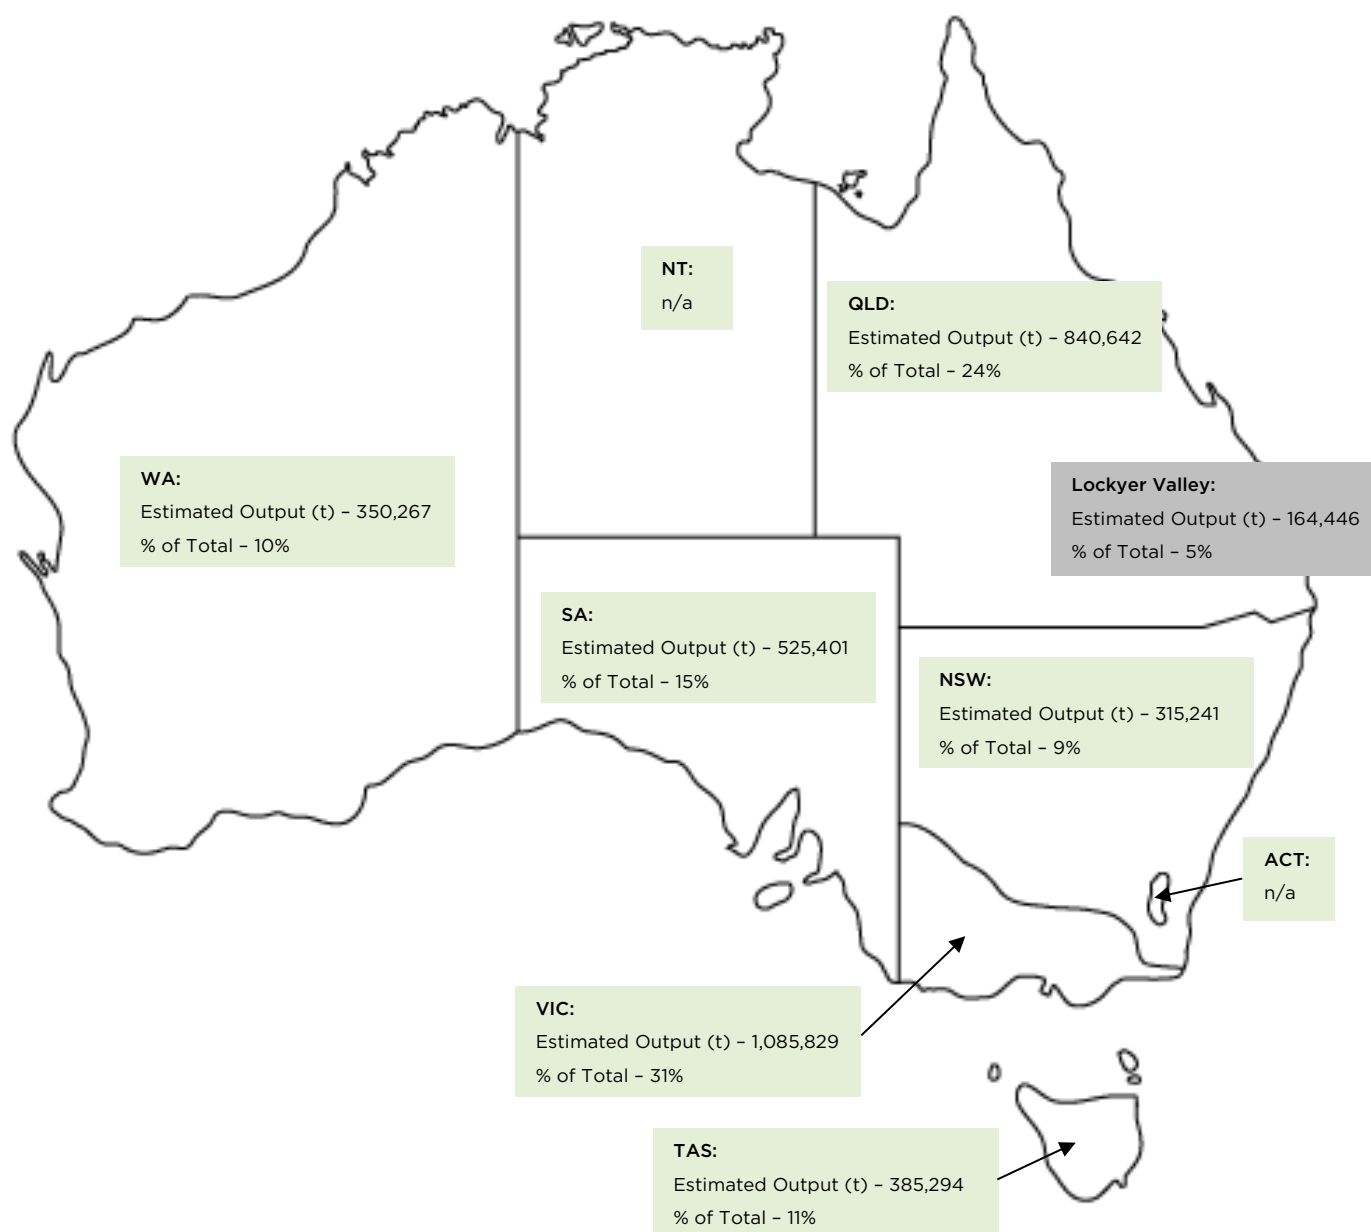 NT:
n/a
QLD:
Estimated Output (t) – 840,642
% of Total – 24%
WA:
Estimated Output (t) – 350,267
% of Total – 10%
Lockyer Valley:
Estimated Output (t) – 164,446
% of Total – 5%
SA:
Estimated Output (t) – 525,401
% of Total – 15%
NSW:
Estimated Output (t) – 315,241
% of Total – 9%
ACT:
n/a
VIC:
Estimated Output (t) – 1,085,829
% of Total – 31%
TAS:
Estimated Output (t) – 385,294
% of Total – 11%